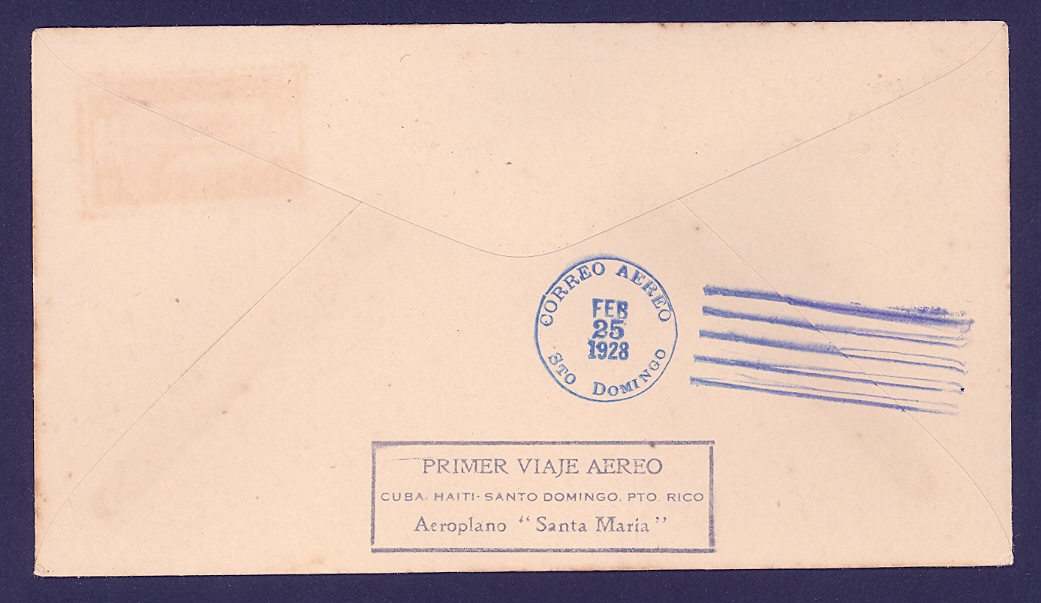 CORREO AEREO
FEB
25
1928
STO DOMINGO
PRIMER VIAJE AEREO
CUBA. HAITI- SANTO DOMINGO. PTO. RICO
Aeroplano "Santa Maria"